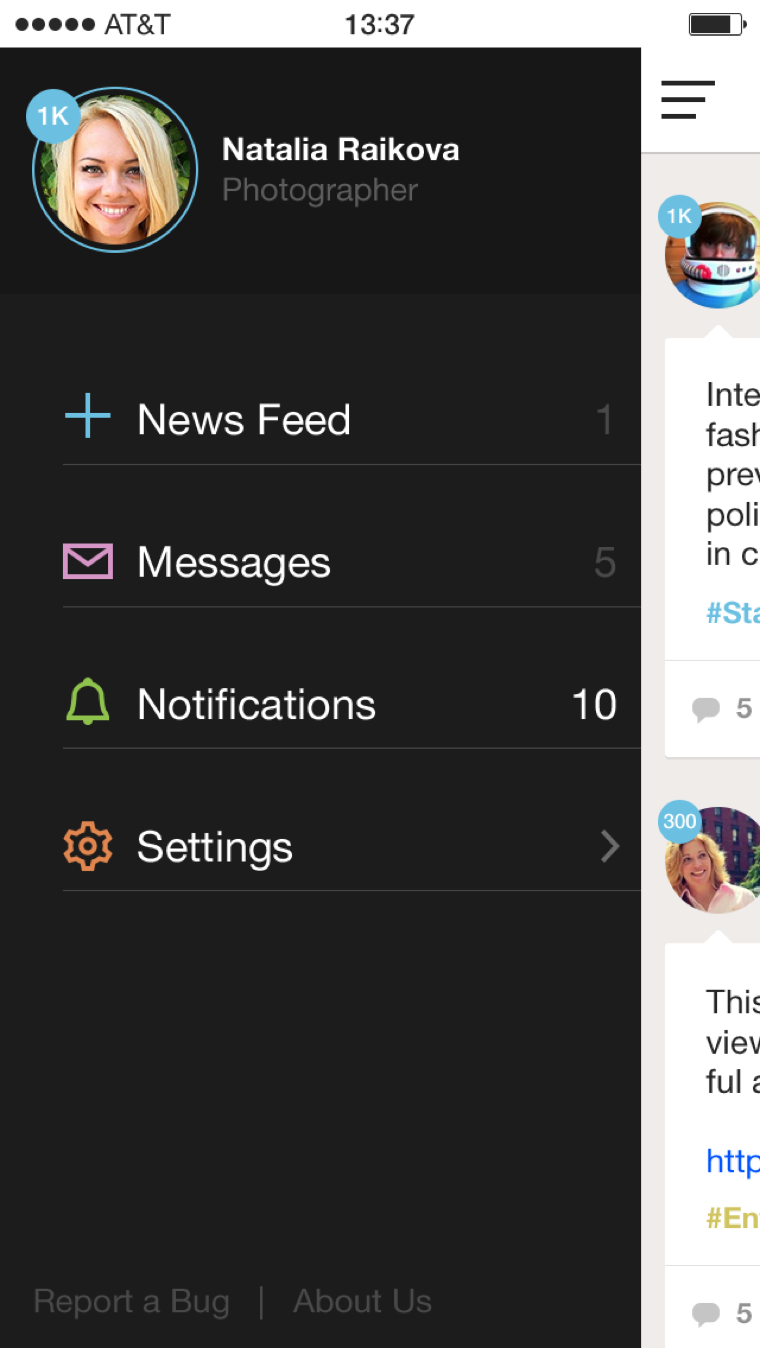 AT&T 13:37
1K
Natalia Raikova
Photographer
News Feed 1
Messages 5
Notifications 10
Settings
Report a Bug | About Us
1K
Inte
fash
prev
poli
in c
#Sta
5
300
This
view
ful a
http
#En
5